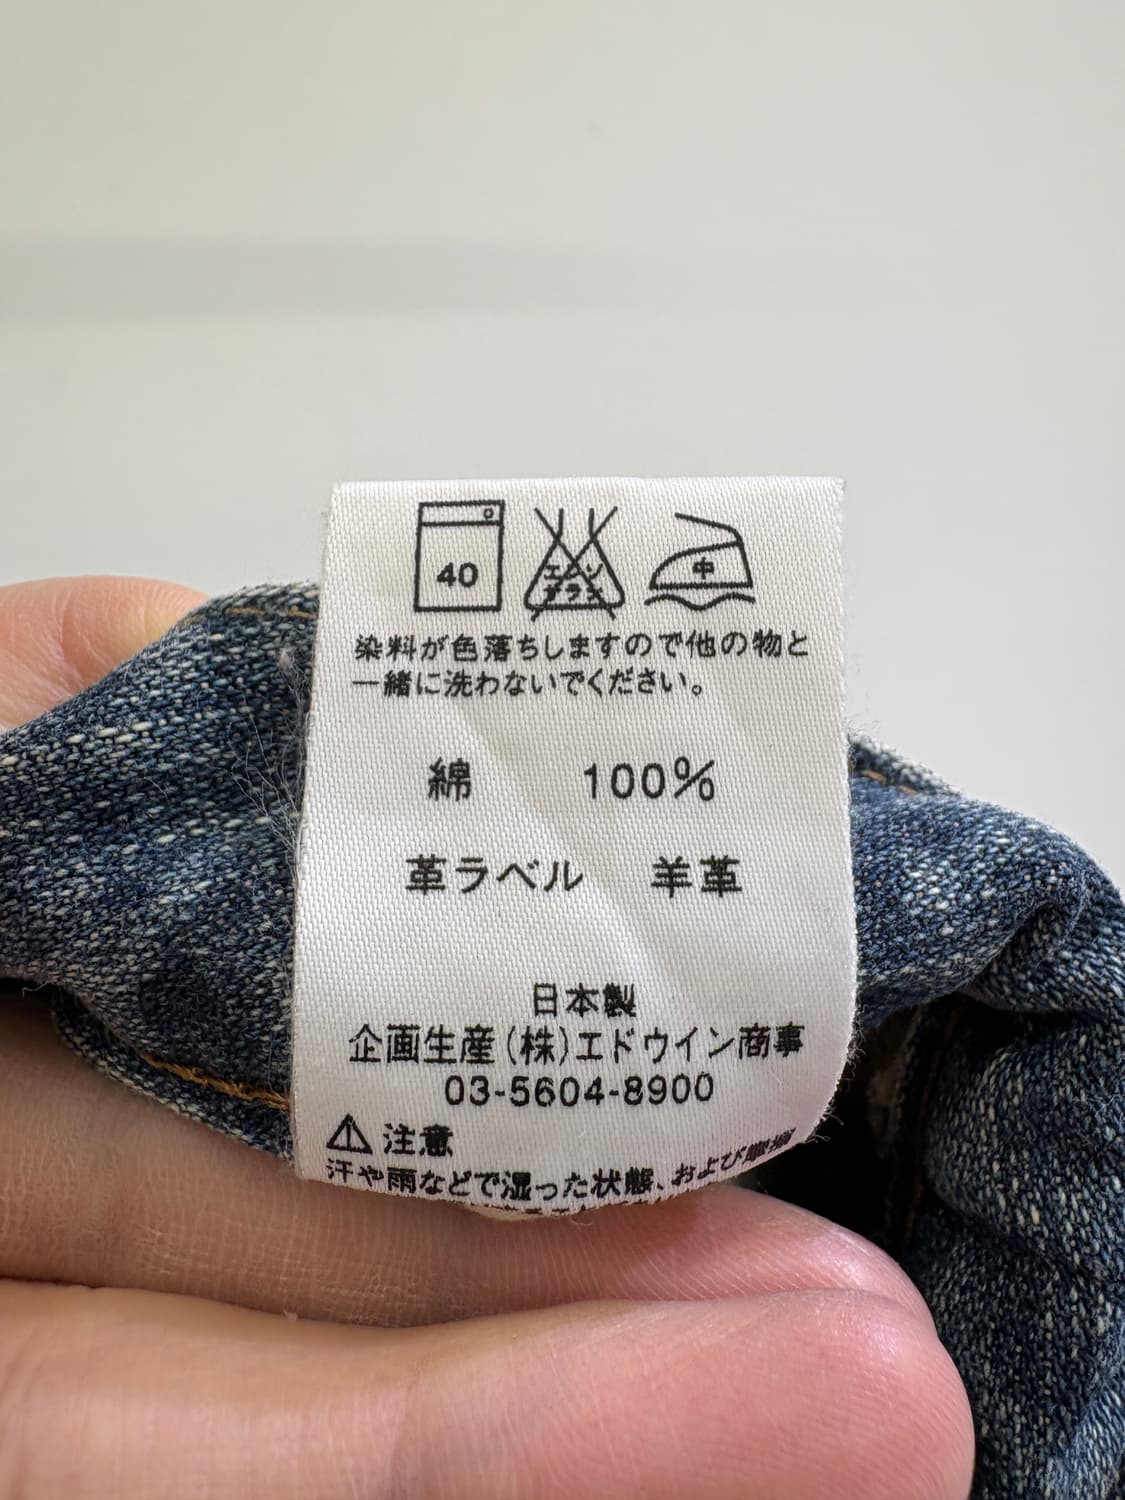 40
エンソ
サラシ
中
染料が色落ちしますので他の物と
一緒に洗わないでください。
綿 100%
革ラベル 羊革
日本製
企画生産(株)エドウイン商事
03-5604-8900
⚠注意
汗や雨などで湿った状態、および摩擦